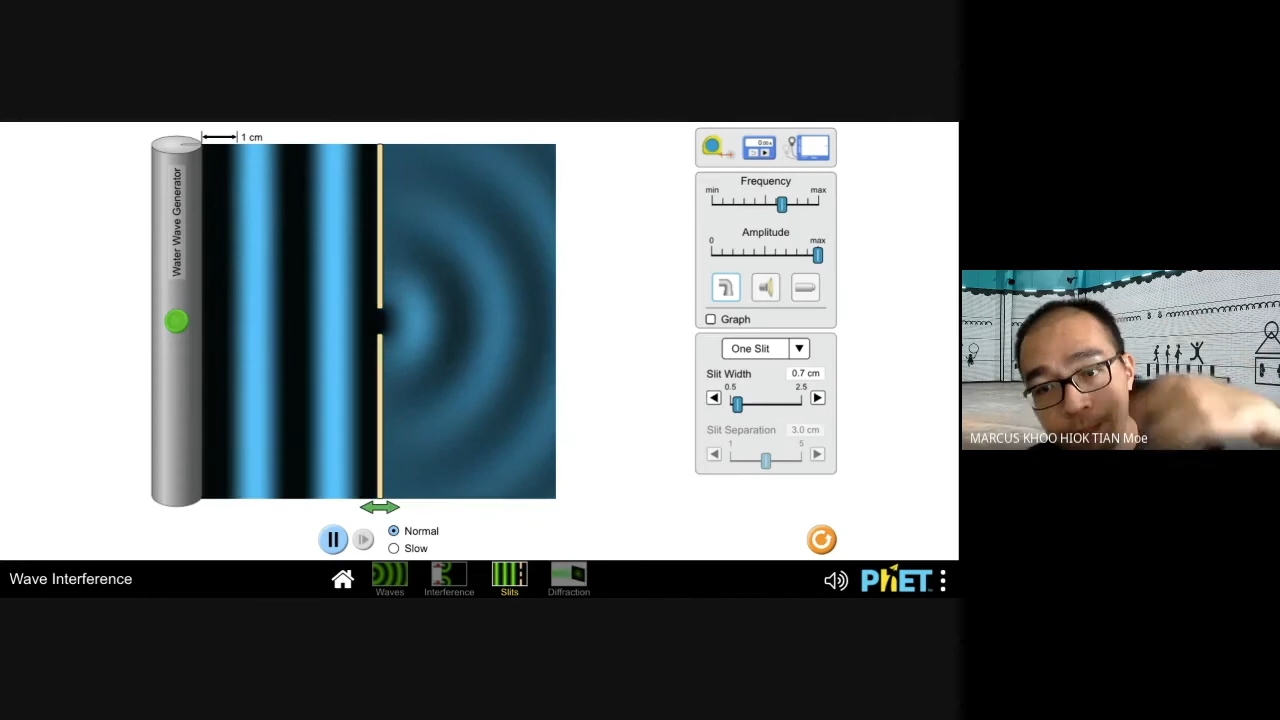 1 cm
Water Wave Generator
0.00 s
Frequency
min max
Amplitude
0 max
Graph
One Slit
Slit Width 0.7 cm
0.5 2.5
Slit Separation 3.0 cm
1 5
Normal
Slow
Wave Interference
Waves Interference Slits Diffraction
PhET
MARCUS KHOO HIOK TIAN Moe